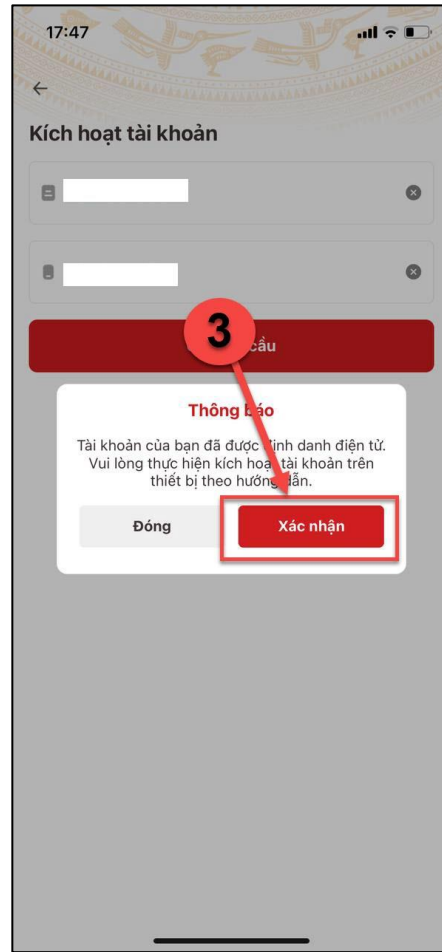 17:47
Kích hoạt tài khoản
3
cầu
Thông báo
Tài khoản của bạn đã được định danh điện tử.
Vui lòng thực hiện kích hoạt tài khoản trên
thiết bị theo hướng dẫn.
Đóng
Xác nhận